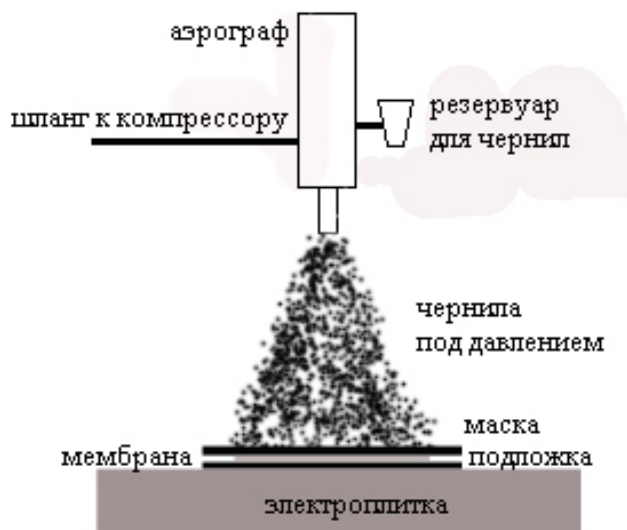 аэрограф
шланг к компрессору
резервуар
для чернил
чернила
под давлением
маска
мембрана
подложка
электроплитка